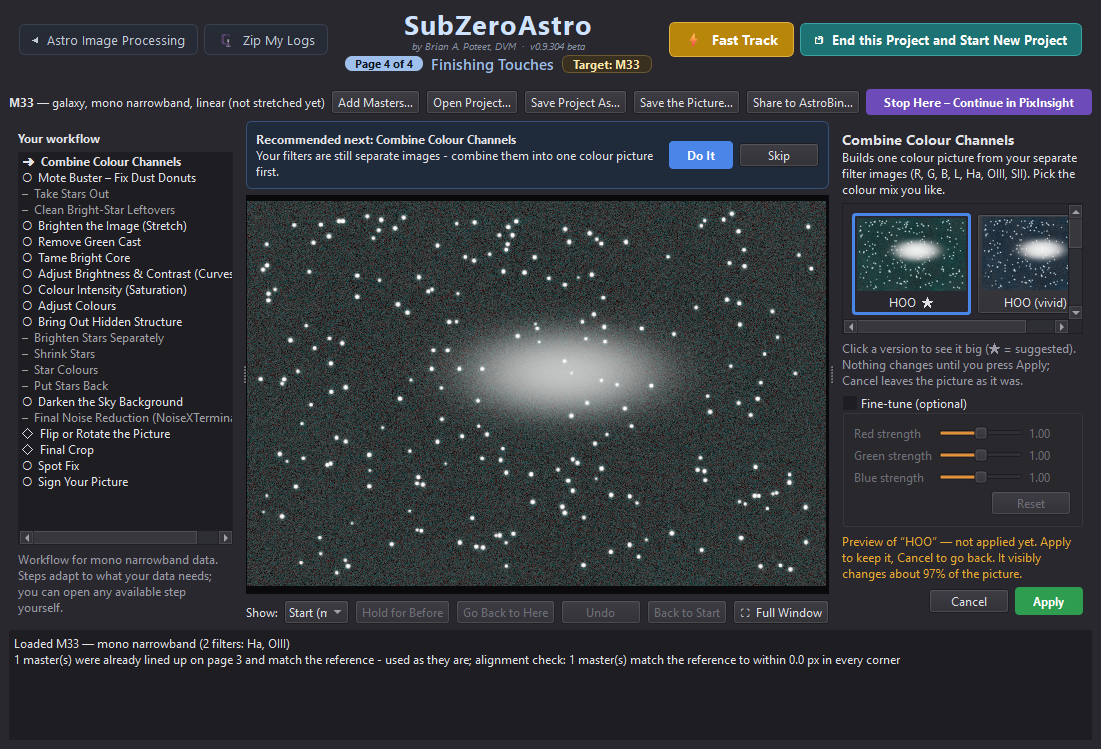 Astro Image Processing
Zip My Logs
SubZeroAstro
by Brian A. Pateet, DVM · v0.9.304 beta
Page 4 of 4
Finishing Touches
Target: M33
Fast Track
End this Project and Start New Project
M33 — galaxy, mono narrowband, linear (not stretched yet)
Add Masters...
Open Project...
Save Project As...
Save the Picture...
Share to AstroBin...
Stop Here – Continue in PixInsight
Your workflow
➔ Combine Colour Channels
○ Mote Buster – Fix Dust Donuts
– Take Stars Out
– Clean Bright-Star Leftovers
○ Brighten the Image (Stretch)
○ Remove Green Cast
○ Tame Bright Core
○ Adjust Brightness & Contrast (Curves
○ Colour Intensity (Saturation)
○ Adjust Colours
○ Bring Out Hidden Structure
– Brighten Stars Separately
– Shrink Stars
– Star Colours
– Put Stars Back
○ Darken the Sky Background
– Final Noise Reduction (NoiseXTermina
◇ Flip or Rotate the Picture
◇ Final Crop
○ Spot Fix
○ Sign Your Picture
Workflow for mono narrowband data.
Steps adapt to what your data needs;
you can open any available step
yourself.
Recommended next: Combine Colour Channels
Your filters are still separate images - combine them into one colour picture
first.
Do It
Skip
Show:
Start (n
Hold for Before
Go Back to Here
Undo
Back to Start
Full Window
Combine Colour Channels
Builds one colour picture from your separate
filter images (R, G, B, L, Ha, OIII, SII). Pick the
colour mix you like.
HOO ★
HOO (vivid)
Click a version to see it big (★ = suggested).
Nothing changes until you press Apply;
Cancel leaves the picture as it was.
Fine-tune (optional)
Red strength 1.00
Green strength 1.00
Blue strength 1.00
Reset
Preview of “HOO” — not applied yet. Apply
to keep it, Cancel to go back. It visibly
changes about 97% of the picture.
Cancel
Apply
Loaded M33 — mono narrowband (2 filters: Ha, OIII)
1 master(s) were already lined up on page 3 and match the reference - used as they are; alignment check: 1 master(s) match the reference to within 0.0 px in every corner